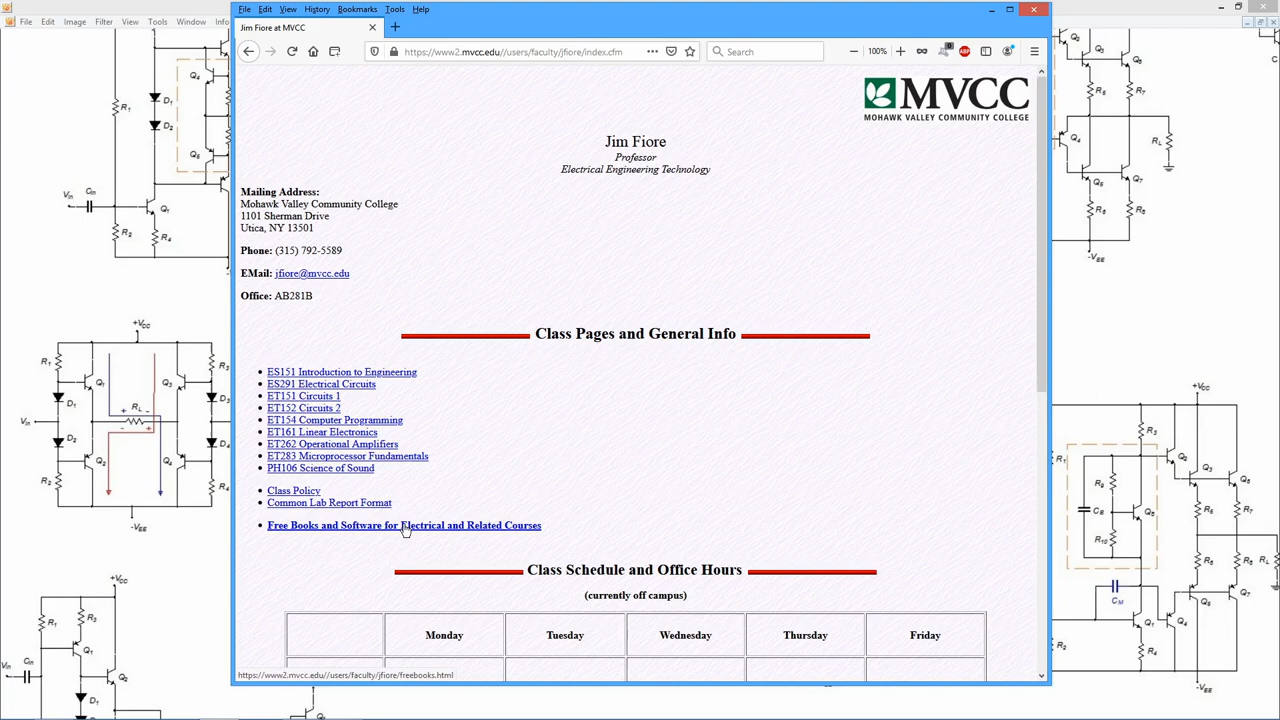 File Edit View History Bookmarks Tools Help
File Edit Image Filter View Tools Window Info
Jim Fiore at MVCC
https://www2.mvcc.edu//users/faculty/jfiore/index.cfm
Search
100%
MVCC
MOHAWK VALLEY COMMUNITY COLLEGE
Jim Fiore
Professor
Electrical Engineering Technology
Mailing Address:
Mohawk Valley Community College
1101 Sherman Drive
Utica, NY 13501
Phone: (315) 792-5589
EMail: jfiore@mvcc.edu
Office: AB281B
Class Pages and General Info
• ES151 Introduction to Engineering
• ES291 Electrical Circuits
• ET151 Circuits 1
• ET152 Circuits 2
• ET154 Computer Programming
• ET161 Linear Electronics
• ET262 Operational Amplifiers
• ET283 Microprocessor Fundamentals
• PH106 Science of Sound
• Class Policy
• Common Lab Report Format
• Free Books and Software for Electrical and Related Courses
Class Schedule and Office Hours
(currently off campus)
Monday Tuesday Wednesday Thursday Friday
https://www2.mvcc.edu//users/faculty/jfiore/freebooks.html